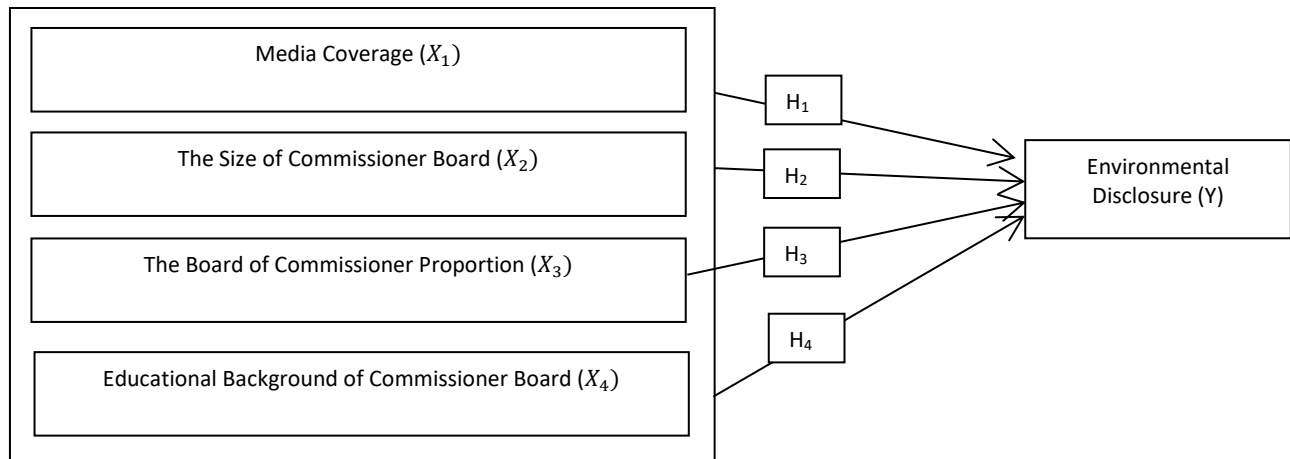 Media Coverage (𝑋₁)
H₁
The Size of Commissioner Board (𝑋₂)
H₂
Environmental
Disclosure (Y)
The Board of Commissioner Proportion (𝑋₃)
H₃
Educational Background of Commissioner Board (𝑋₄)
H₄